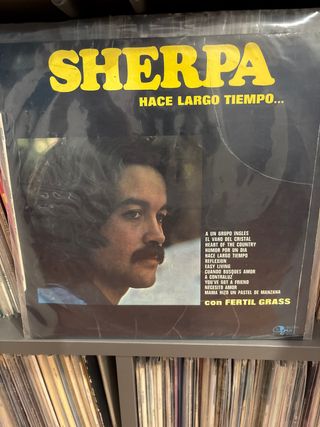 SHERPA
HACE LARGO TIEMPO...
A UN GRUPO INGLES
EL VAHO DEL CRISTAL
HEART OF THE COUNTRY
HUMOR POR UN DIA
HACE LARGO TIEMPO
REFLEXION
EASY LIVING
CUANDO BUSQUES AMOR
A CONTRALUZ
YOU'VE GOT A FRIEND
NECESITO AMOR
MAMA HIZO UN PASTEL DE MANZANA
con FERTIL GRASS